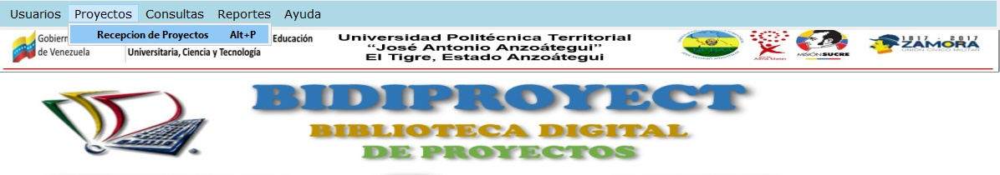 Usuarios Proyectos Consultas Reportes Ayuda
Recepcion de Proyectos Alt+P
Gobiern
de Venezuela
Educación
Universitaria, Ciencia y Tecnología
Universidad Politécnica Territorial
“José Antonio Anzoátegui”
El Tigre, Estado Anzoátegui
Alma Mater
MISIÓN SUCRE
1817 - 2017
ZAMORA
UNIÓN CÍVICO MILITAR
BIDIPROYECT
BIBLIOTECA DIGITAL
DE PROYECTOS